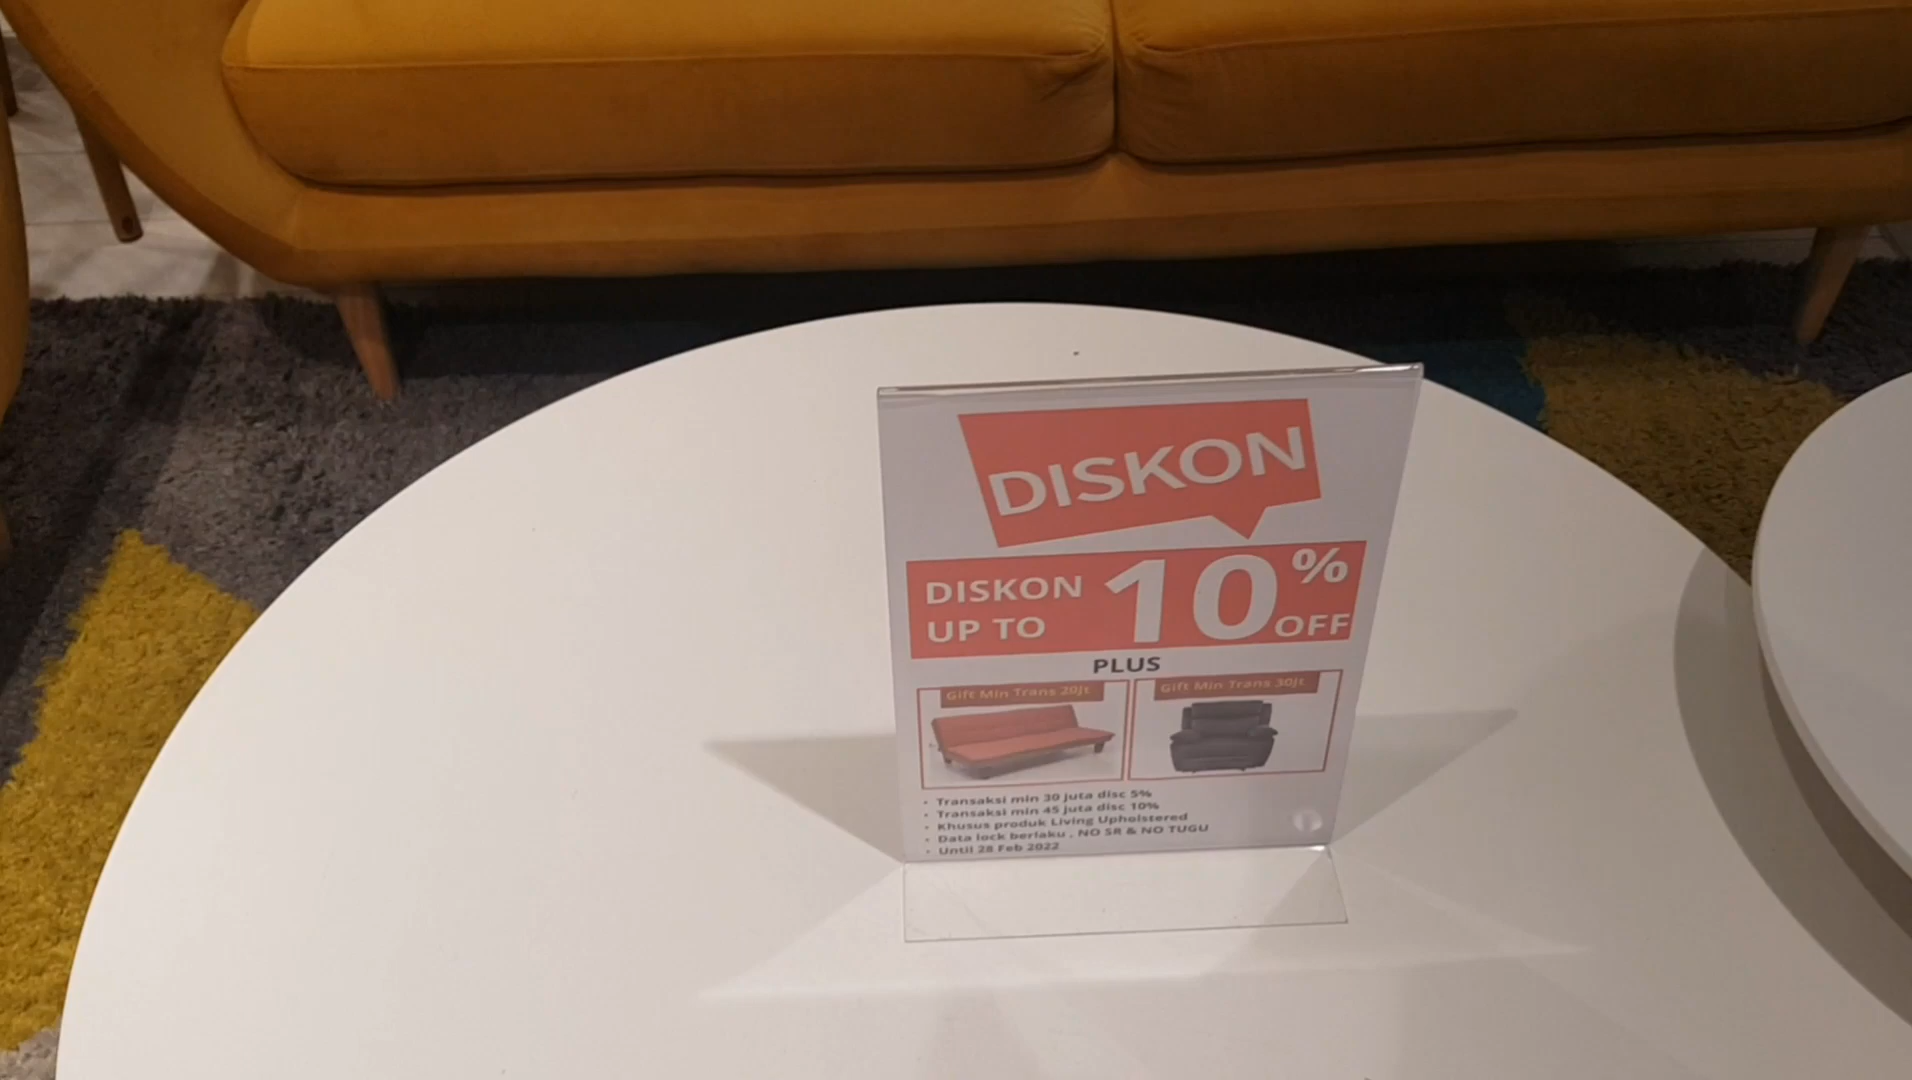 DISKON
DISKON
UP TO
10%
OFF
PLUS
Gift Min Trans 20Jt
Gift Min Trans 30Jt
• Transaksi min 30 juta disc 5%
• Transaksi min 45 juta disc 10%
• Khusus produk Living Upholstered
• Data lock berlaku , NO SR & NO TUGU
• Until 28 Feb 2022